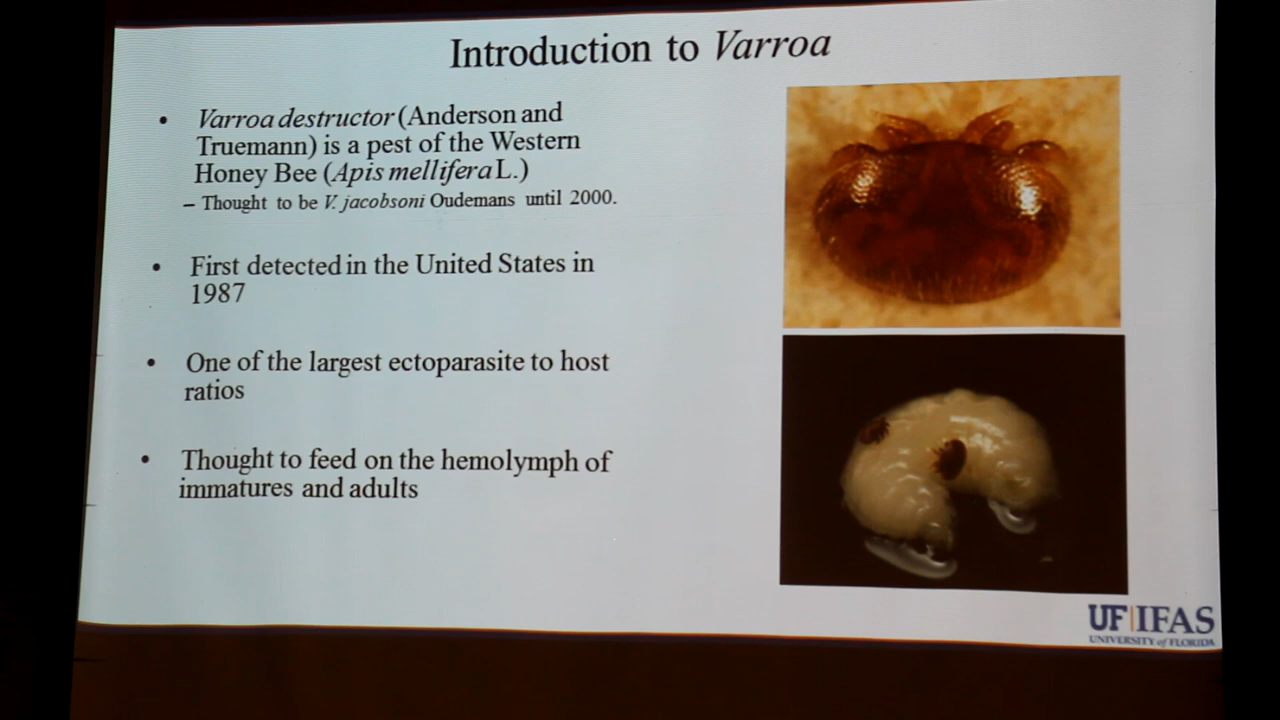 Introduction to Varroa
• Varroa destructor (Anderson and
Truemann) is a pest of the Western
Honey Bee (Apis mellifera L.)
– Thought to be V. jacobsoni Oudemans until 2000.
• First detected in the United States in
1987
• One of the largest ectoparasite to host
ratios
• Thought to feed on the hemolymph of
immatures and adults
UF|IFAS
UNIVERSITY of FLORIDA